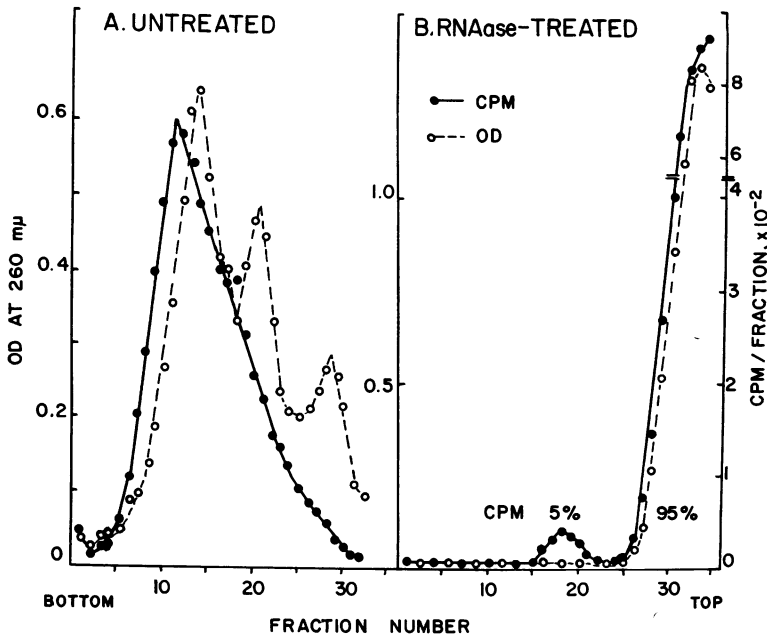 A. UNTREATED
B. RNAase-TREATED
CPM
OD
OD AT 260 mμ
0.6
0.4
0.2
0
1.0
0.5
8
6
4
3
2
1
0
CPM / FRACTION, x10⁻²
CPM 5%
95%
10 20 30
10 20 30
BOTTOM
TOP
FRACTION NUMBER